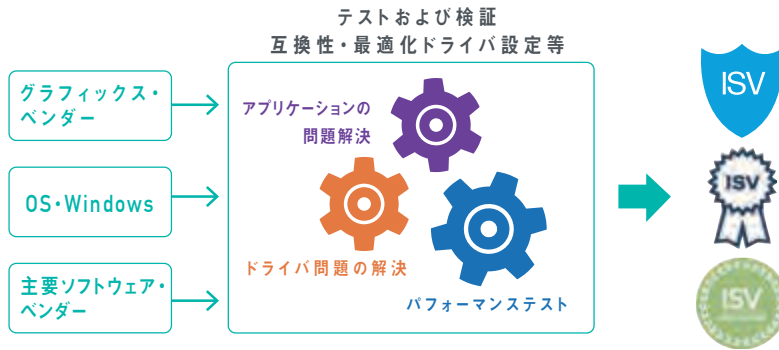 テストおよび検証
互換性・最適化ドライバ設定等
グラフィックス・
ベンダー
OS・Windows
主要ソフトウェア・
ベンダー
アプリケーションの
問題解決
ドライバ問題の解決
パフォーマンステスト
ISV
ISV
ISV